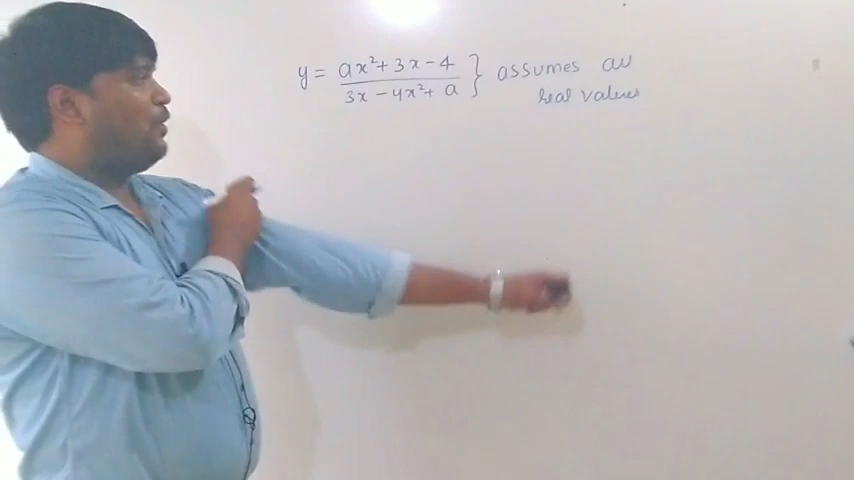 y = ax²+3x-4 / 3x-4x²+a } assumes all
real values